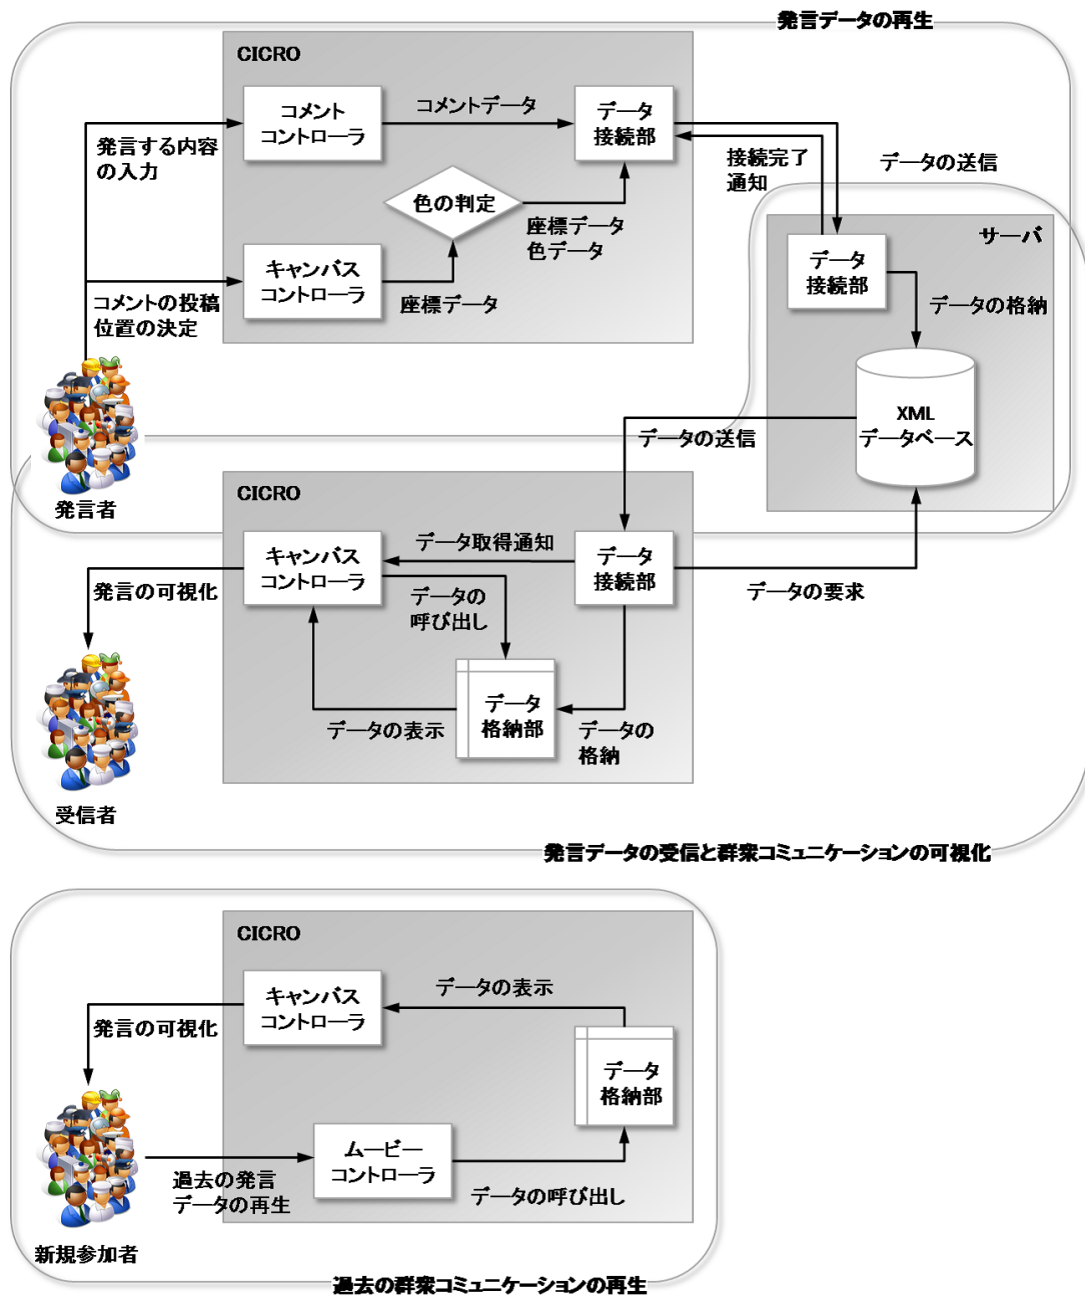 発言データの再生
CICRO
コメント
コントローラ
コメントデータ
データ
接続部
発言する内容
の入力
接続完了
通知
データの送信
色の判定
座標データ
色データ
サーバ
キャンバス
コントローラ
座標データ
データ
接続部
コメントの投稿
位置の決定
データの格納
XML
データベース
データの送信
発言者
CICRO
キャンバス
コントローラ
データ取得通知
データ
接続部
発言の可視化
データの
呼び出し
データの要求
データ
格納部
データの表示
データの
格納
受信者
発言データの受信と群衆コミュニケーションの可視化
CICRO
キャンバス
コントローラ
データの表示
発言の可視化
データ
格納部
ムービー
コントローラ
過去の発言
データの再生
データの呼び出し
新規参加者
過去の群衆コミュニケーションの再生